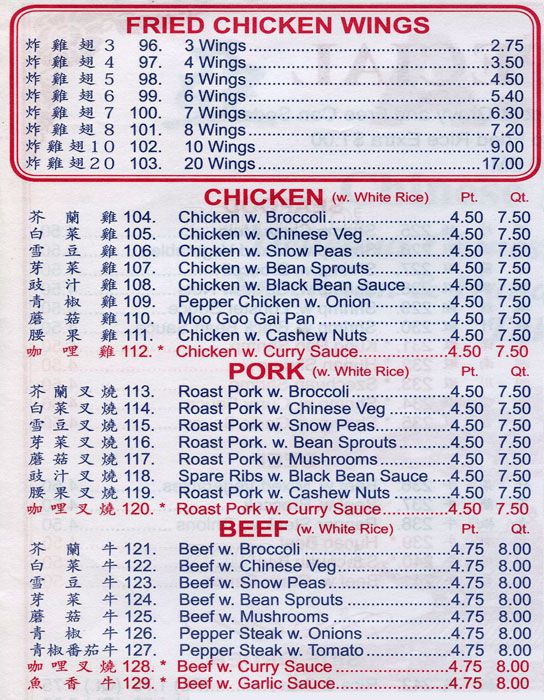 FRIED CHICKEN WINGS
炸雞翅3 96. 3 Wings 2.75
炸雞翅4 97. 4 Wings 3.50
炸雞翅5 98. 5 Wings 4.50
炸雞翅6 99. 6 Wings 5.40
炸雞翅7 100. 7 Wings 6.30
炸雞翅8 101. 8 Wings 7.20
炸雞翅10 102. 10 Wings 9.00
炸雞翅20 103. 20 Wings 17.00
CHICKEN (w. White Rice) Pt. Qt.
芥蘭雞 104. Chicken w. Broccoli 4.50 7.50
白菜雞 105. Chicken w. Chinese Veg 4.50 7.50
雪豆雞 106. Chicken w. Snow Peas 4.50 7.50
芽菜雞 107. Chicken w. Bean Sprouts 4.50 7.50
豉汁雞 108. Chicken w. Black Bean Sauce 4.50 7.50
青椒雞 109. Pepper Chicken w. Onion 4.50 7.50
蘑菇雞 110. Moo Goo Gai Pan 4.50 7.50
腰果雞 111. Chicken w. Cashew Nuts 4.50 7.50
咖哩雞 112. * Chicken w. Curry Sauce 4.50 7.50
PORK (w. White Rice) Pt. Qt.
芥蘭叉燒 113. Roast Pork w. Broccoli 4.50 7.50
白菜叉燒 114. Roast Pork w. Chinese Veg 4.50 7.50
雪豆叉燒 115. Roast Pork w. Snow Peas 4.50 7.50
芽菜叉燒 116. Roast Pork. w. Bean Sprouts 4.50 7.50
蘑菇叉燒 117. Roast Pork w. Mushrooms 4.50 7.50
豉汁叉燒 118. Spare Ribs w. Black Bean Sauce 4.50 7.50
腰果叉燒 119. Roast Pork w. Cashew Nuts 4.50 7.50
咖哩叉燒 120. * Roast Pork w. Curry Sauce 4.50 7.50
BEEF (w. White Rice) Pt. Qt.
芥蘭牛 121. Beef w. Broccoli 4.75 8.00
白菜牛 122. Beef w. Chinese Veg 4.75 8.00
雪豆牛 123. Beef w. Snow Peas 4.75 8.00
芽菜牛 124. Beef w. Bean Sprouts 4.75 8.00
蘑菇牛 125. Beef w. Mushrooms 4.75 8.00
青椒牛 126. Pepper Steak w. Onions 4.75 8.00
青椒番茄牛 127. Pepper Steak w. Tomato 4.75 8.00
咖哩叉燒 128. * Beef w. Curry Sauce 4.75 8.00
魚香牛 129. * Beef w. Garlic Sauce 4.75 8.00